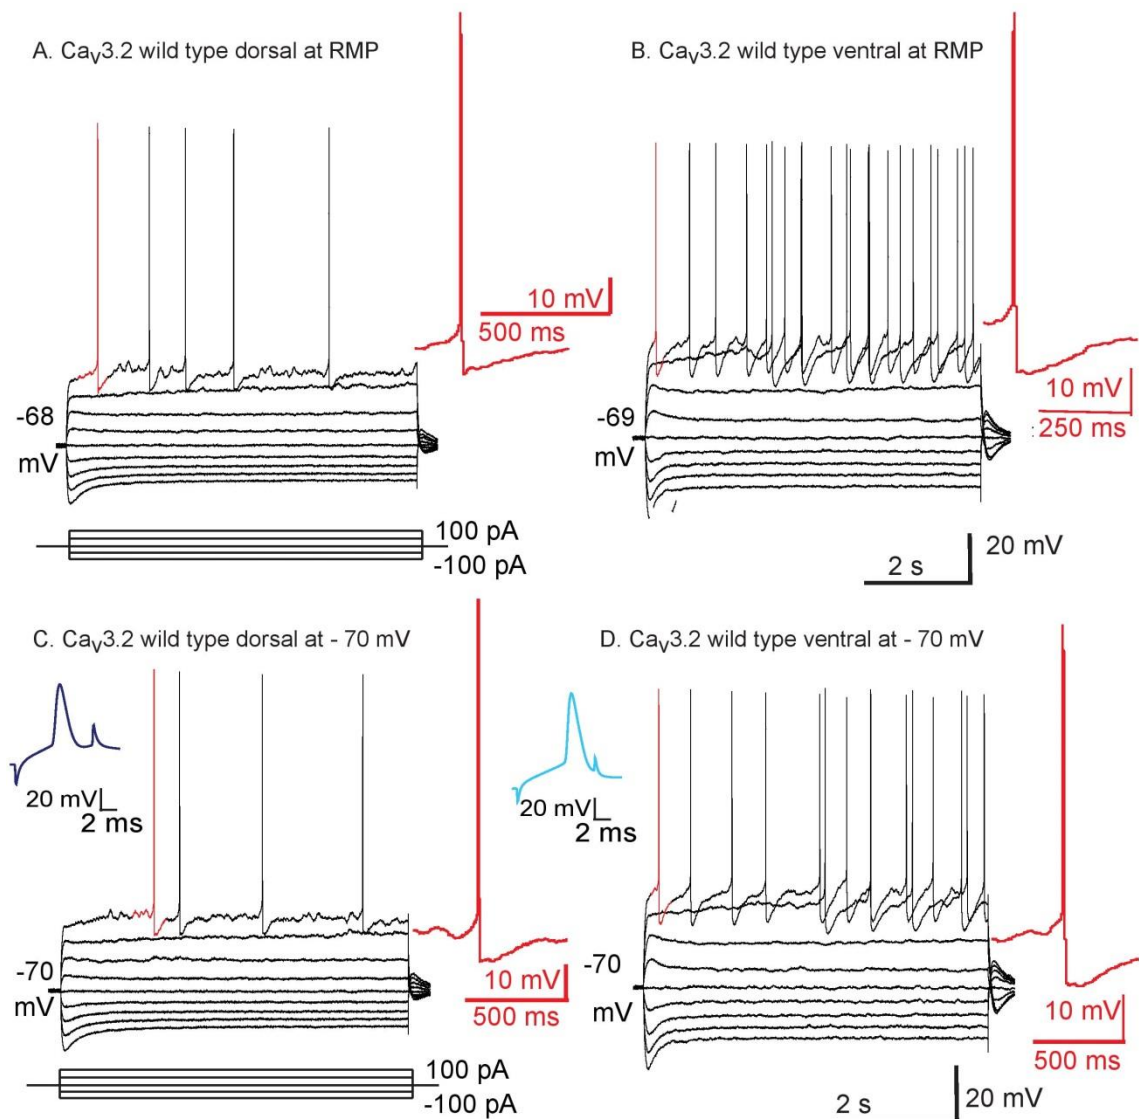 A. CaV3.2 wild type dorsal at RMP
B. CaV3.2 wild type ventral at RMP
10 mV
500 ms
10 mV
250 ms
-68
mV
-69
mV
100 pA
-100 pA
20 mV
2 s
C. CaV3.2 wild type dorsal at - 70 mV
D. CaV3.2 wild type ventral at - 70 mV
20 mV
2 ms
20 mV
2 ms
-70
mV
10 mV
500 ms
-70
mV
10 mV
500 ms
100 pA
-100 pA
2 s
20 mV